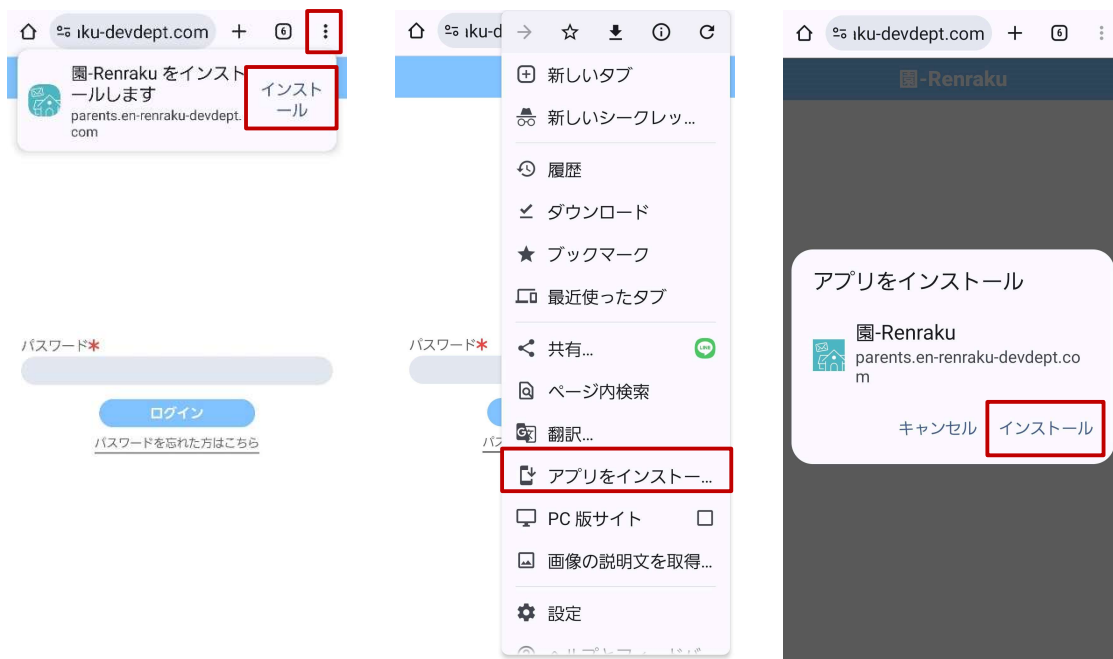 ıku-devdept.com
6
園-Renraku をインスト
ールします
parents.en-renraku-devdept.
com
インスト
ール
パスワード*
ログイン
パスワードを忘れた方はこちら
ıku-d
新しいタブ
新しいシークレッ...
履歴
ダウンロード
ブックマーク
最近使ったタブ
共有...
LINE
ページ内検索
翻訳...
アプリをインストー...
PC 版サイト
画像の説明文を取得...
設定
パスワード*
パス
ıku-devdept.com
6
園-Renraku
アプリをインストール
園-Renraku
parents.en-renraku-devdept.co
m
キャンセル
インストール